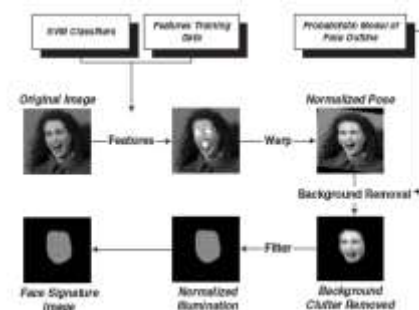 SVM Classifiers
Features Training
Data
Probabilistic Model of
Face Outline
Original Image
Normalized Pose
Features
Warp
Background Removal
Filter
Face Signature
Image
Normalized
Illumination
Background
Clutter Removed